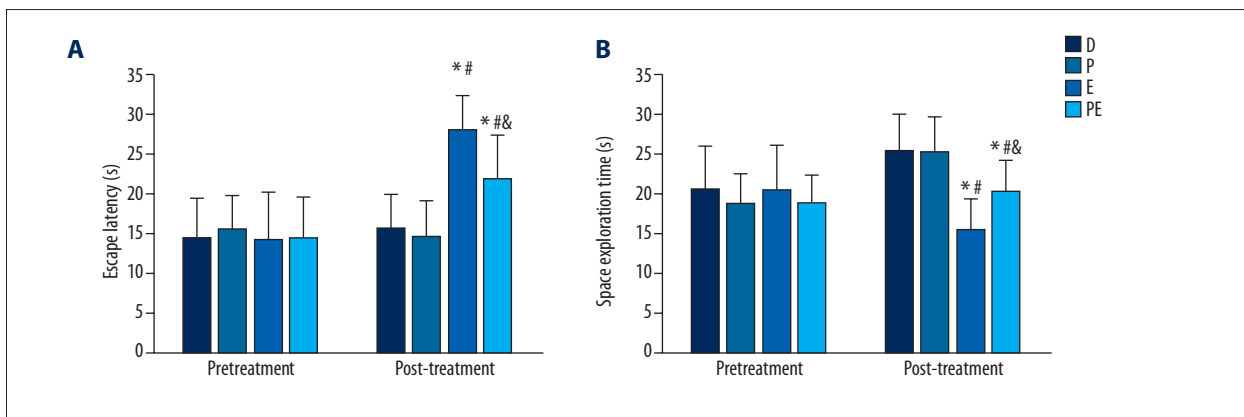 A
Escape latency (s)
35
30
25
20
15
10
5
0
* #
* #&
Pretreatment
Post-treatment
B
Space exploration time (s)
35
30
25
20
15
10
5
0
* #
* #&
Pretreatment
Post-treatment
D
P
E
PE